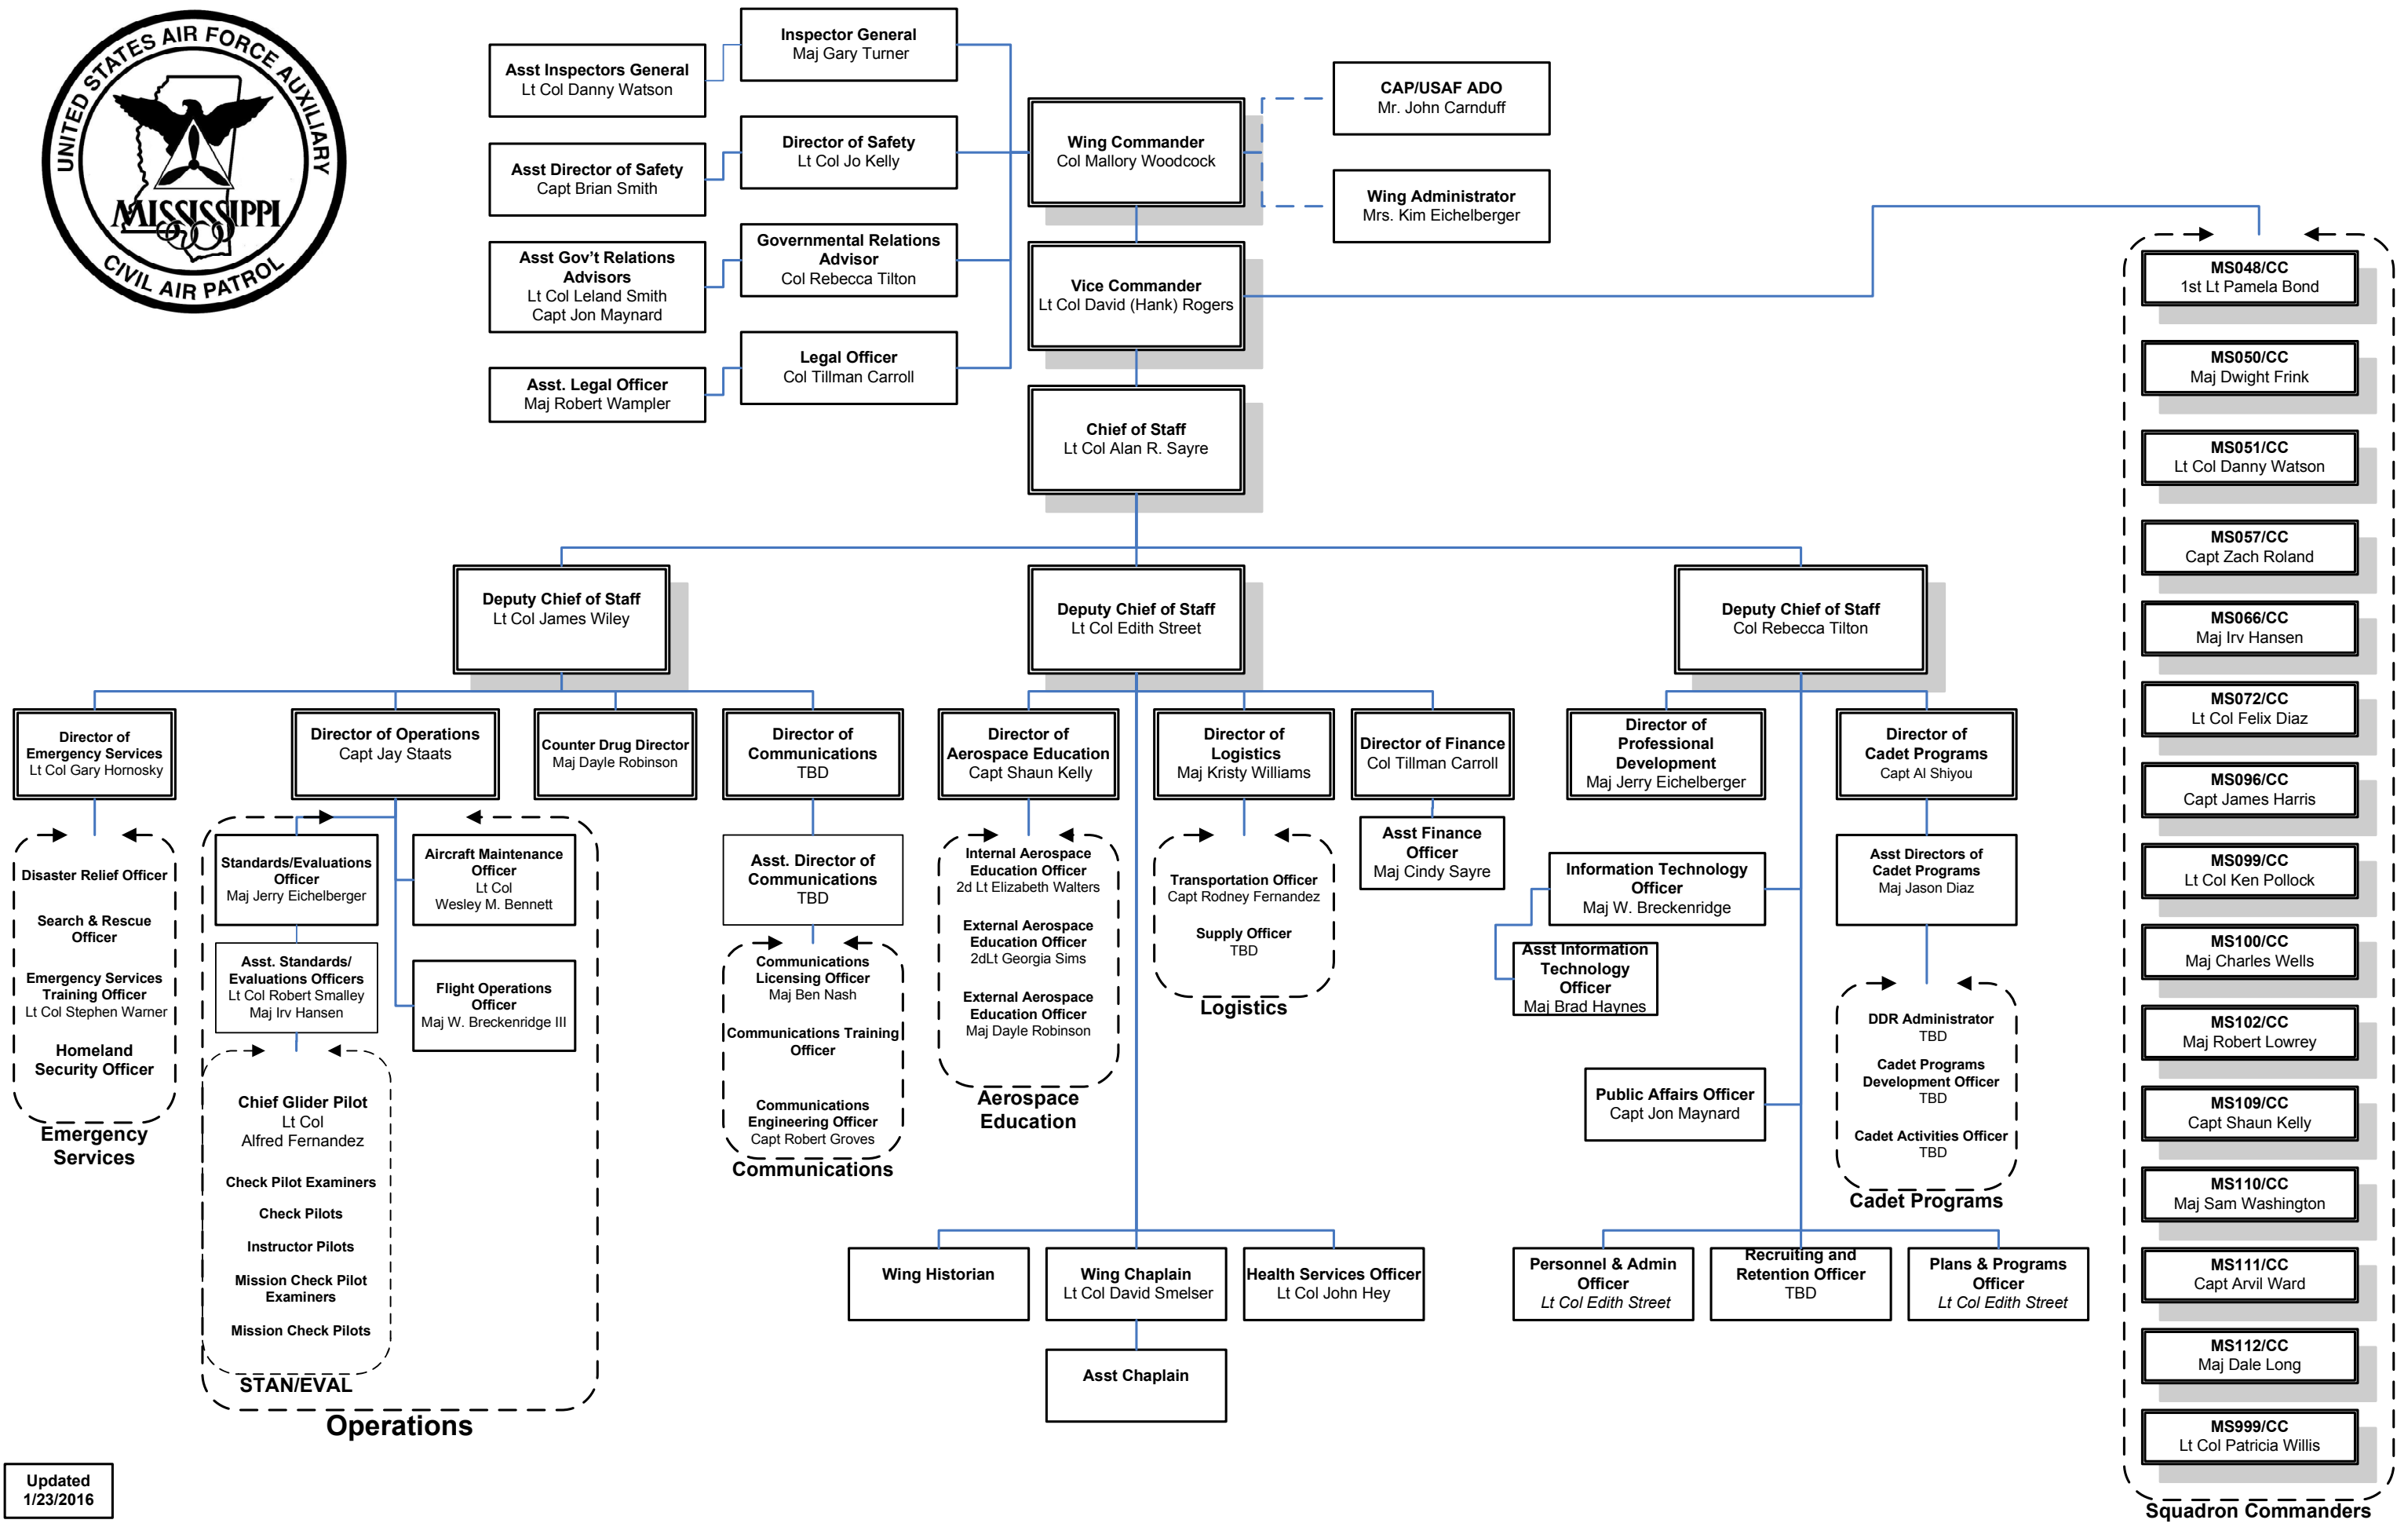 UNITED STATES AIR FORCE AUXILIARY
MISSISSIPPI
CIVIL AIR PATROL
Inspector General
Maj Gary Turner
Asst Inspectors General
Lt Col Danny Watson
Director of Safety
Lt Col Jo Kelly
Asst Director of Safety
Capt Brian Smith
Governmental Relations
Advisor
Col Rebecca Tilton
Asst Gov't Relations
Advisors
Lt Col Leland Smith
Capt Jon Maynard
Legal Officer
Col Tillman Carroll
Asst. Legal Officer
Maj Robert Wampler
Wing Commander
Col Mallory Woodcock
CAP/USAF ADO
Mr. John Carnduff
Wing Administrator
Mrs. Kim Eichelberger
Vice Commander
Lt Col David (Hank) Rogers
Chief of Staff
Lt Col Alan R. Sayre
Deputy Chief of Staff
Lt Col James Wiley
Deputy Chief of Staff
Lt Col Edith Street
Deputy Chief of Staff
Col Rebecca Tilton
Director of
Emergency Services
Lt Col Gary Hornosky
Director of Operations
Capt Jay Staats
Counter Drug Director
Maj Dayle Robinson
Director of
Communications
TBD
Director of
Aerospace Education
Capt Shaun Kelly
Director of
Logistics
Maj Kristy Williams
Director of Finance
Col Tillman Carroll
Director of
Professional
Development
Maj Jerry Eichelberger
Director of
Cadet Programs
Capt Al Shiyou
Disaster Relief Officer
Search & Rescue
Officer
Emergency Services
Training Officer
Lt Col Stephen Warner
Homeland
Security Officer
Emergency
Services
Standards/Evaluations
Officer
Maj Jerry Eichelberger
Aircraft Maintenance
Officer
Lt Col
Wesley M. Bennett
Asst. Standards/
Evaluations Officers
Lt Col Robert Smalley
Maj Irv Hansen
Flight Operations
Officer
Maj W. Breckenridge III
Chief Glider Pilot
Lt Col
Alfred Fernandez
Check Pilot Examiners
Check Pilots
Instructor Pilots
Mission Check Pilot
Examiners
Mission Check Pilots
STAN/EVAL
Operations
Asst. Director of
Communications
TBD
Communications
Licensing Officer
Maj Ben Nash
Communications Training
Officer
Communications
Engineering Officer
Capt Robert Groves
Communications
Internal Aerospace
Education Officer
2d Lt Elizabeth Walters
External Aerospace
Education Officer
2dLt Georgia Sims
External Aerospace
Education Officer
Maj Dayle Robinson
Aerospace
Education
Transportation Officer
Capt Rodney Fernandez
Supply Officer
TBD
Logistics
Asst Finance
Officer
Maj Cindy Sayre
Information Technology
Officer
Maj W. Breckenridge
Asst Information
Technology
Officer
Maj Brad Haynes
Public Affairs Officer
Capt Jon Maynard
Asst Directors of
Cadet Programs
Maj Jason Diaz
DDR Administrator
TBD
Cadet Programs
Development Officer
TBD
Cadet Activities Officer
TBD
Cadet Programs
Wing Historian
Wing Chaplain
Lt Col David Smelser
Health Services Officer
Lt Col John Hey
Asst Chaplain
Personnel & Admin
Officer
Lt Col Edith Street
Recruiting and
Retention Officer
TBD
Plans & Programs
Officer
Lt Col Edith Street
MS048/CC
1st Lt Pamela Bond
MS050/CC
Maj Dwight Frink
MS051/CC
Lt Col Danny Watson
MS057/CC
Capt Zach Roland
MS066/CC
Maj Irv Hansen
MS072/CC
Lt Col Felix Diaz
MS096/CC
Capt James Harris
MS099/CC
Lt Col Ken Pollock
MS100/CC
Maj Charles Wells
MS102/CC
Maj Robert Lowrey
MS109/CC
Capt Shaun Kelly
MS110/CC
Maj Sam Washington
MS111/CC
Capt Arvil Ward
MS112/CC
Maj Dale Long
MS999/CC
Lt Col Patricia Willis
Squadron Commanders
Updated
1/23/2016